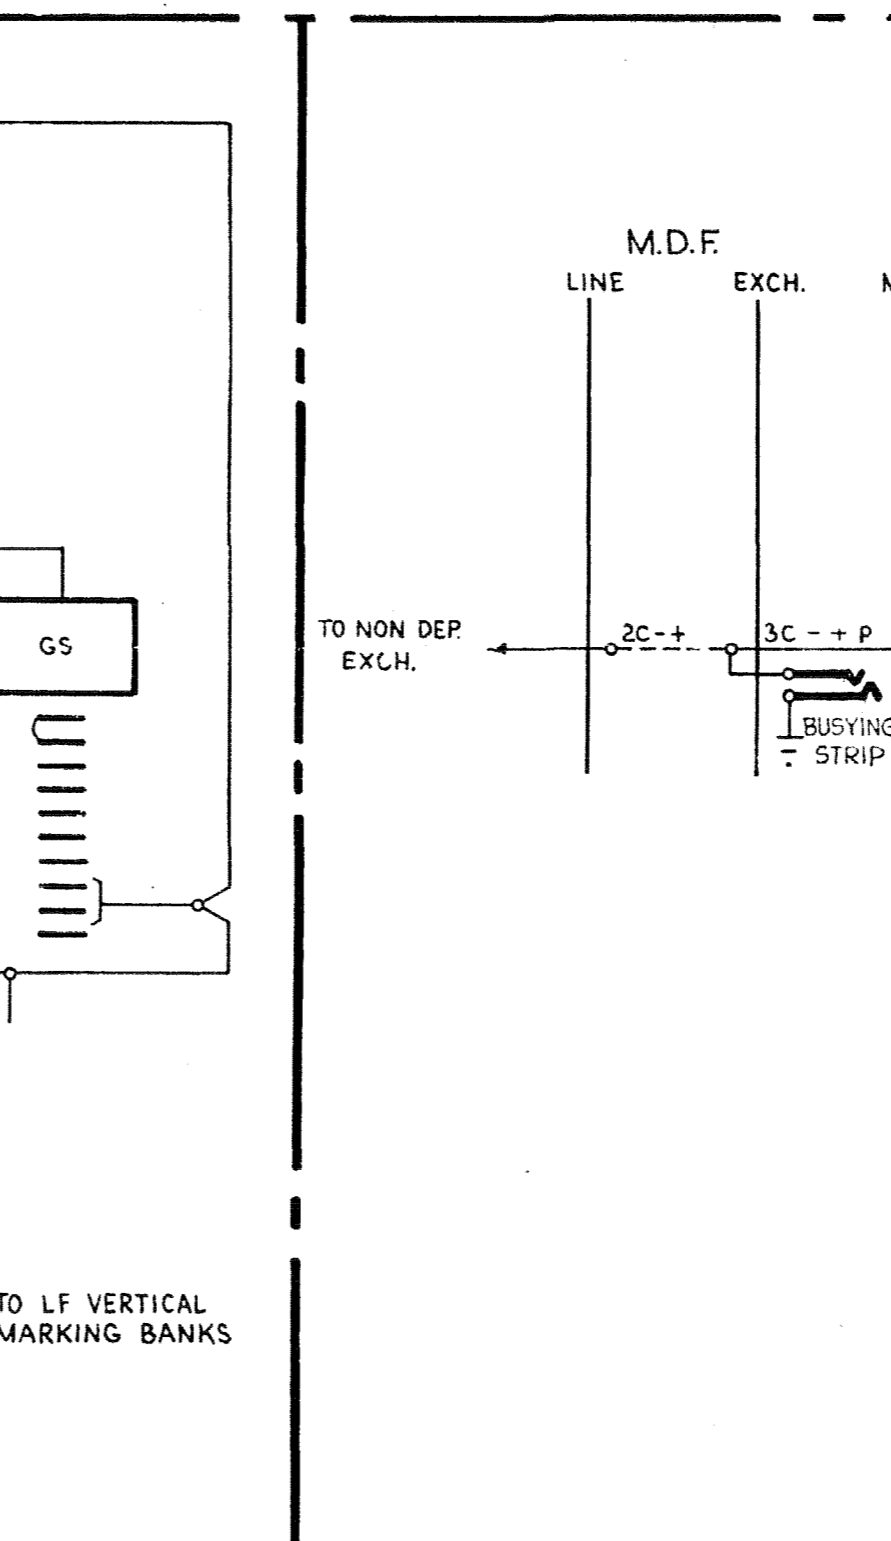 M.D.F.
LINE
EXCH.
GS
TO NON DEP.
EXCH.
2C-+
3C - + P
BUSYING
STRIP
TO LF VERTICAL
MARKING BANKS